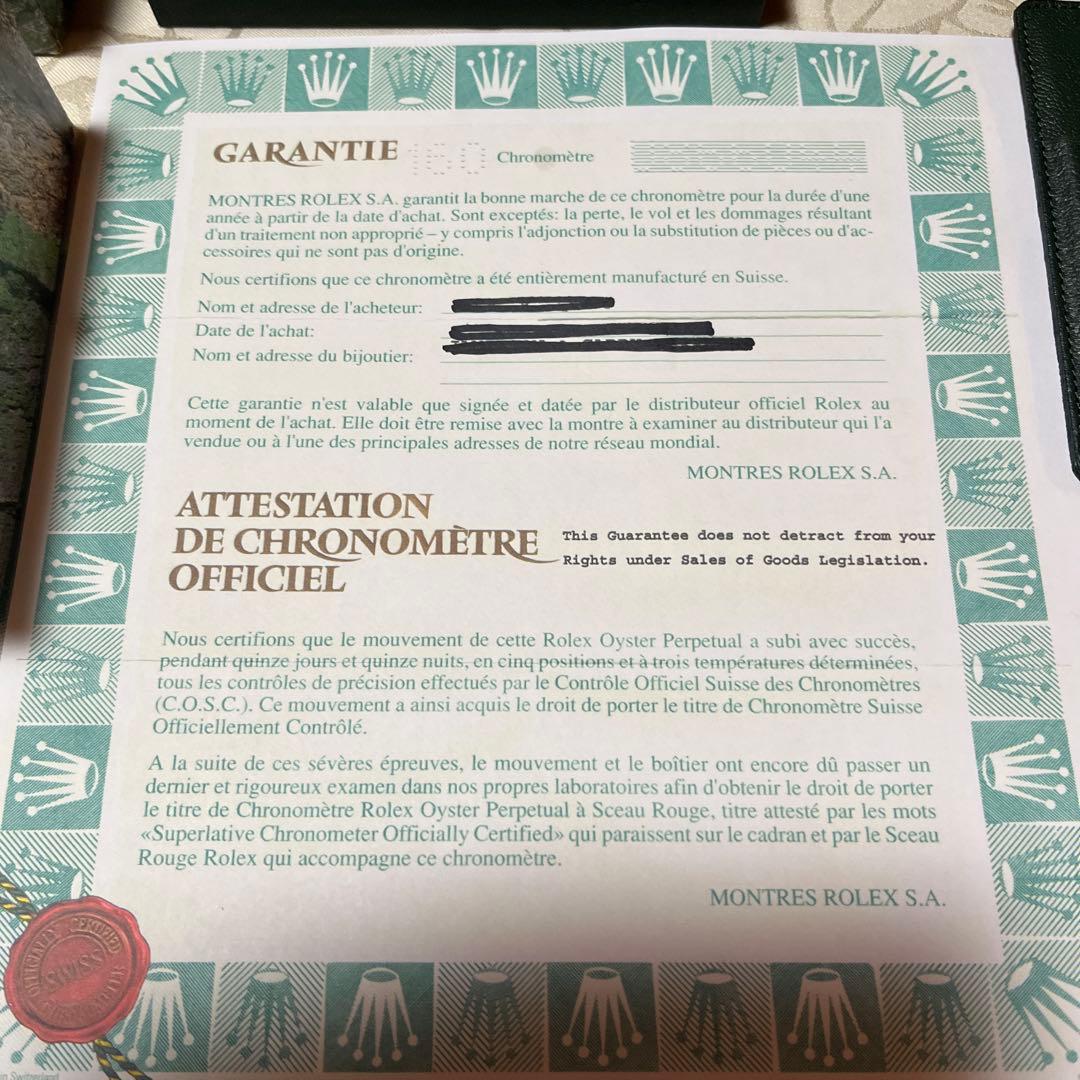 GARANTIE 160 Chronomètre
MONTRES ROLEX S.A. garantit la bonne marche de ce chronomètre pour la durée d'une
année à partir de la date d'achat. Sont exceptés: la perte, le vol et les dommages résultant
d'un traitement non approprié – y compris l'adjonction ou la substitution de pièces ou d'ac-
cessoires qui ne sont pas d'origine.
Nous certifions que ce chronomètre a été entièrement manufacturé en Suisse.
Nom et adresse de l'acheteur:
Date de l'achat:
Nom et adresse du bijoutier:
Cette garantie n'est valable que signée et datée par le distributeur officiel Rolex au
moment de l'achat. Elle doit être remise avec la montre à examiner au distributeur qui l'a
vendue ou à l'une des principales adresses de notre réseau mondial.
MONTRES ROLEX S.A.
ATTESTATION
DE CHRONOMÈTRE
OFFICIEL
This Guarantee does not detract from your
Rights under Sales of Goods Legislation.
Nous certifions que le mouvement de cette Rolex Oyster Perpetual a subi avec succès,
pendant quinze jours et quinze nuits, en cinq positions et à trois températures déterminées,
tous les contrôles de précision effectués par le Contrôle Officiel Suisse des Chronomètres
(C.O.S.C.). Ce mouvement a ainsi acquis le droit de porter le titre de Chronomètre Suisse
Officiellement Contrôlé.
A la suite de ces sévères épreuves, le mouvement et le boîtier ont encore dû passer un
dernier et rigoureux examen dans nos propres laboratoires afin d'obtenir le droit de porter
le titre de Chronomètre Rolex Oyster Perpetual à Sceau Rouge, titre attesté par les mots
«Superlative Chronometer Officially Certified» qui paraissent sur le cadran et par le Sceau
Rouge Rolex qui accompagne ce chronomètre.
MONTRES ROLEX S.A.
OFFICIALLY CERTIFIED
SWISS
in Switzerland